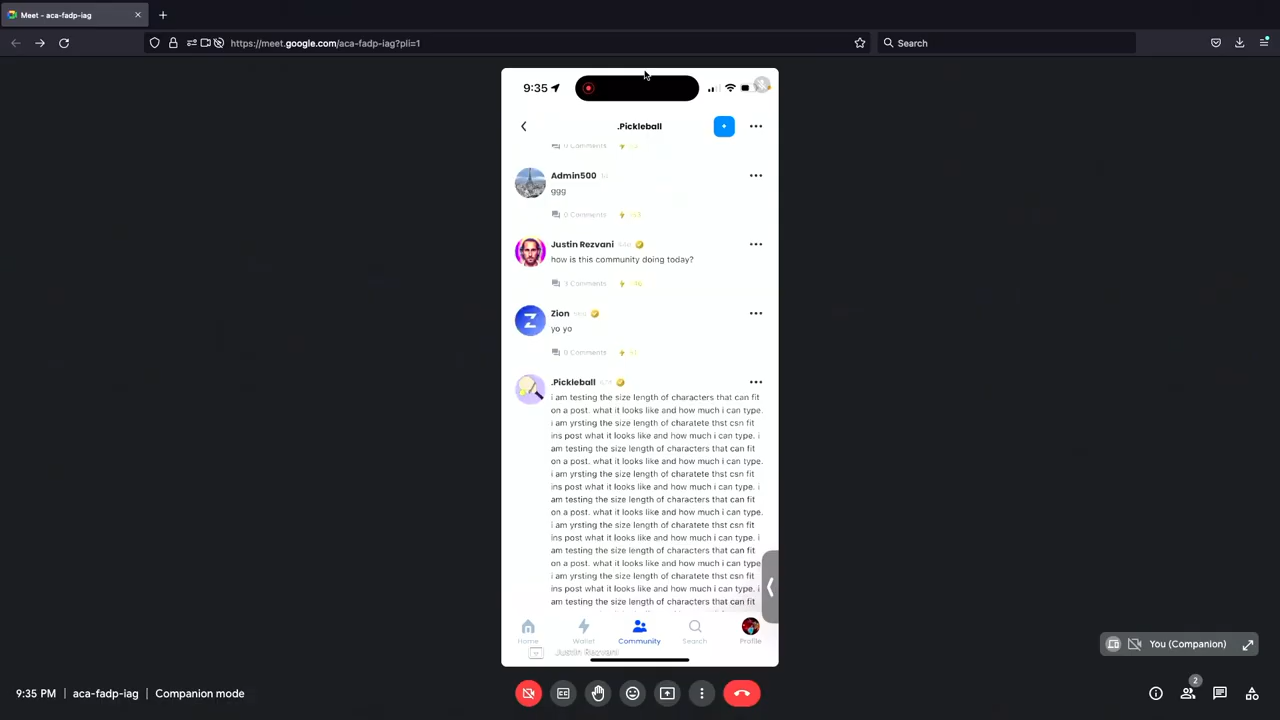 Meet - aca-fadp-iag
https://meet.google.com/aca-fadp-iag?pli=1
Search
9:35
.Pickleball
0 Comments
Admin500
ggg
0 Comments
Justin Rezvani
how is this community doing today?
3 Comments
Zion
yo yo
0 Comments
.Pickleball
i am testing the size length of characters that can fit
on a post. what it looks like and how much i can type.
i am yrsting the size length of charatete thst csn fit
ins post what it looks like and how much i can type. i
am testing the size length of characters that can fit
on a post. what it looks like and how much i can type.
i am yrsting the size length of charatete thst csn fit
ins post what it looks like and how much i can type. i
am testing the size length of characters that can fit
on a post. what it looks like and how much i can type.
i am yrsting the size length of charatete thst csn fit
ins post what it looks like and how much i can type. i
am testing the size length of characters that can fit
on a post. what it looks like and how much i can type
i am yrsting the size length of charatete thst csn fit
ins post what it looks like and how much i can type. i
am testing the size length of characters that can fit
Home
Wallet
Community
Search
Profile
Justin Rezvani
You (Companion)
9:35 PM | aca-fadp-iag | Companion mode
2